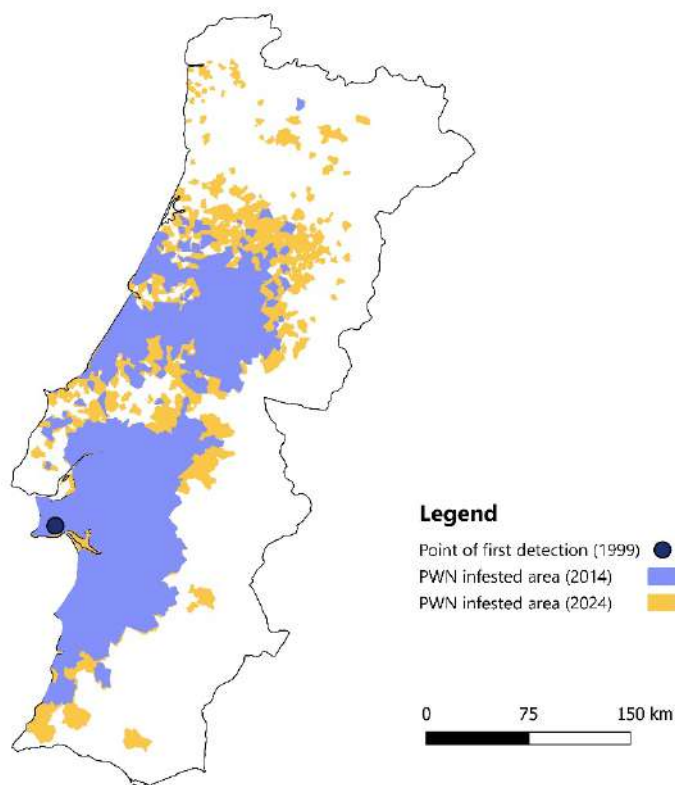 Legend
Point of first detection (1999)
PWN infested area (2014)
PWN infested area (2024)
0 75 150 km